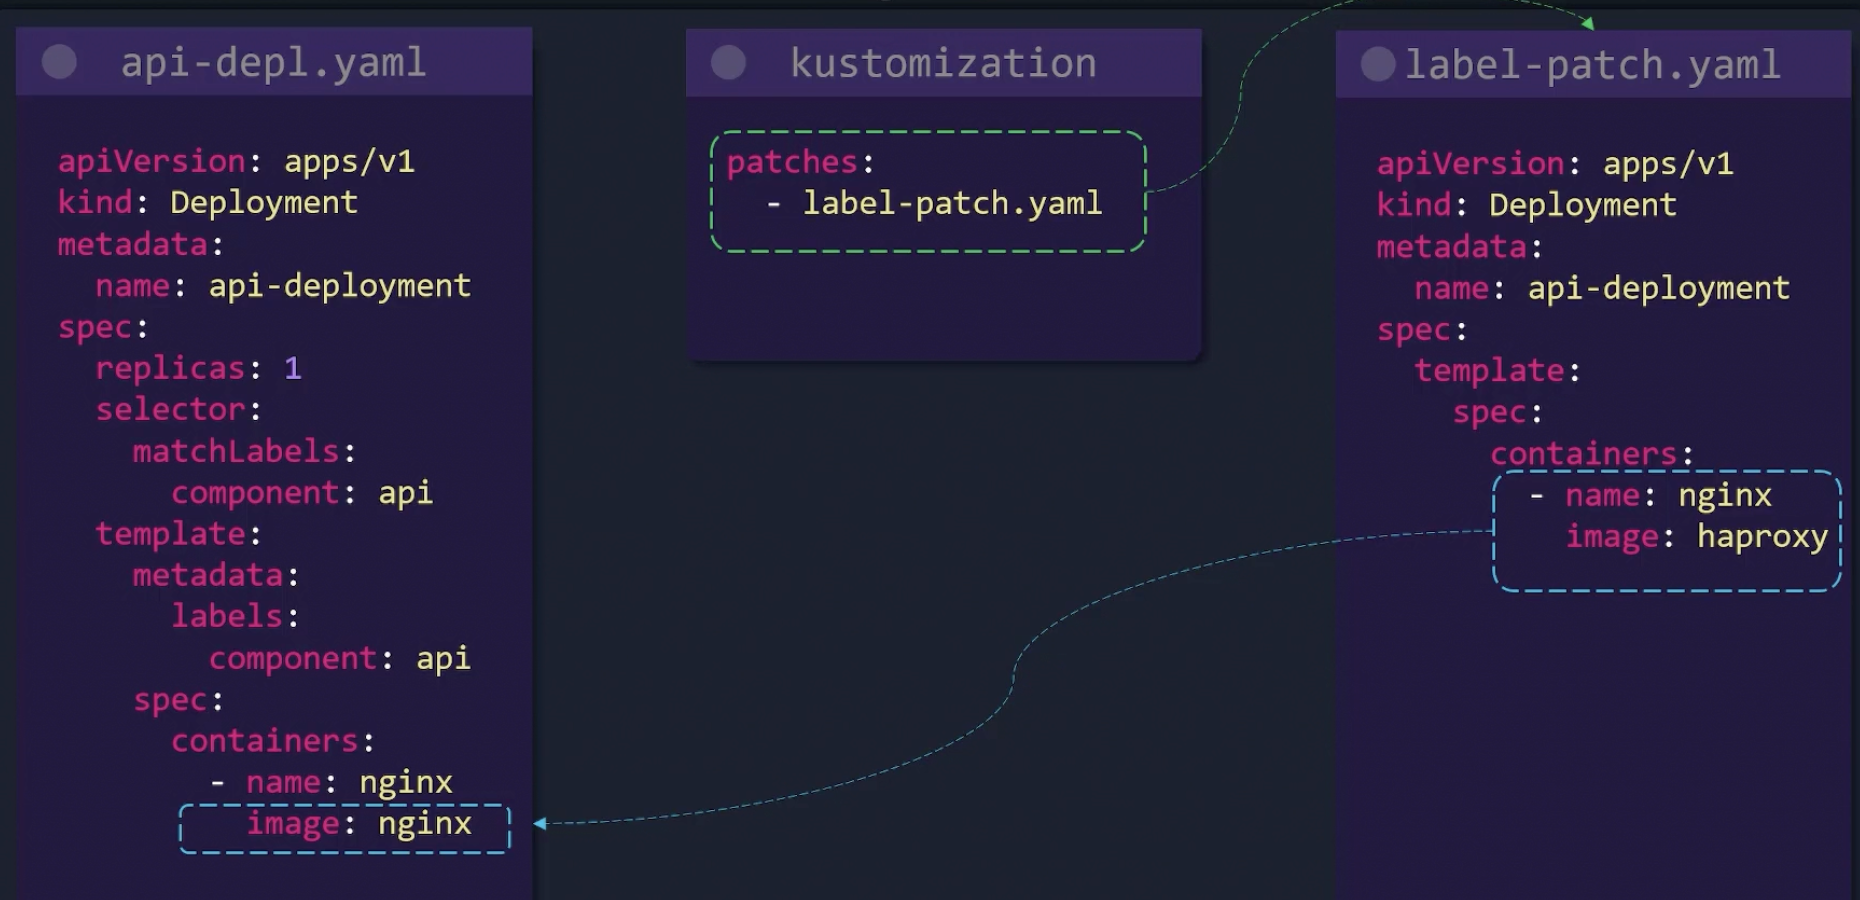 api-depl.yaml
apiVersion: apps/v1
kind: Deployment
metadata:
  name: api-deployment
spec:
  replicas: 1
  selector:
    matchLabels:
      component: api
  template:
    metadata:
      labels:
        component: api
    spec:
      containers:
        - name: nginx
          image: nginx
kustomization
patches:
  - label-patch.yaml
label-patch.yaml
apiVersion: apps/v1
kind: Deployment
metadata:
  name: api-deployment
spec:
  template:
    spec:
      containers:
        - name: nginx
          image: haproxy